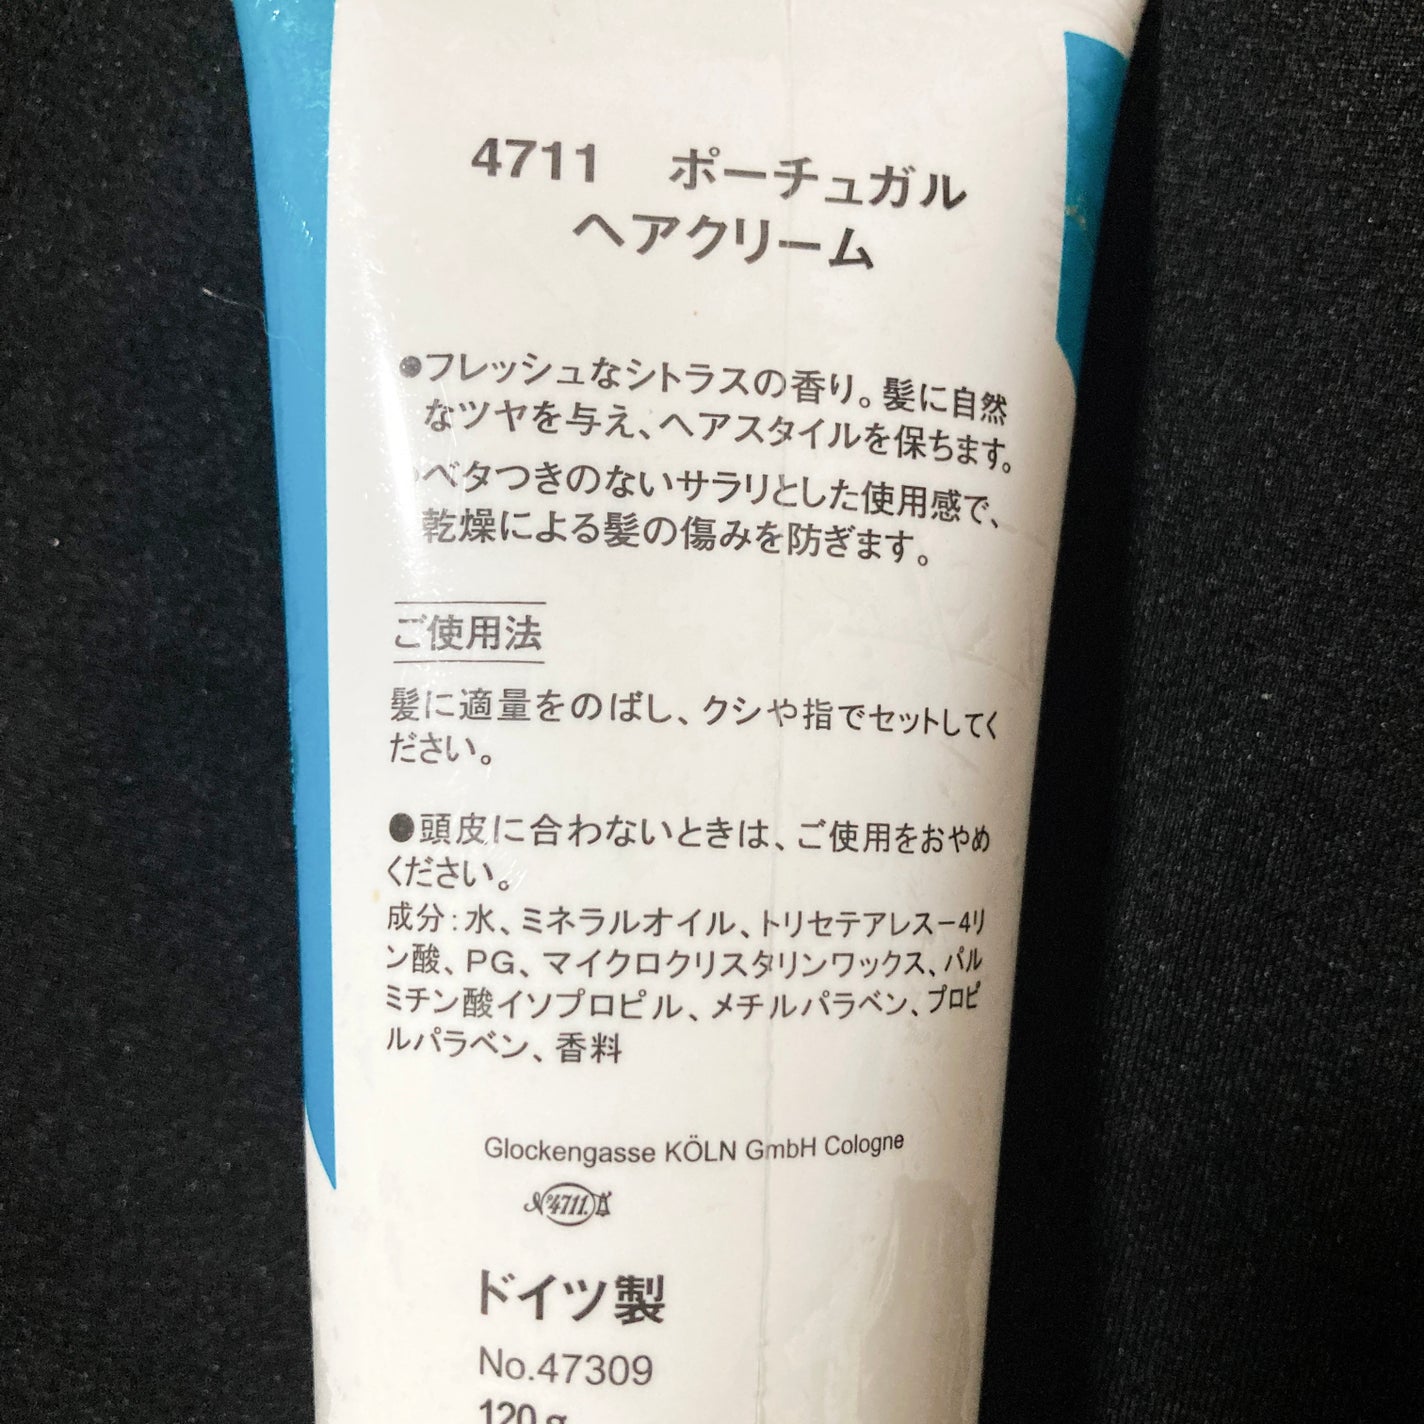 4711　ポーチュガル
ヘアクリーム
●フレッシュなシトラスの香り。髪に自然
なツヤを与え、ヘアスタイルを保ちます。
●ベタつきのないサラリとした使用感で、
乾燥による髪の傷みを防ぎます。
ご使用法
髪に適量をのばし、クシや指でセットしてく
ださい。
●頭皮に合わないときは、ご使用をおやめ
ください。
成分：水、ミネラルオイル、トリセテアレスー4リ
ン酸、PG、マイクロクリスタリンワックス、パル
ミチン酸イソプロピル、メチルパラベン、プロピ
ルパラベン、香料
Glockengasse KÖLN GmbH Cologne
Nº4711.
ドイツ製
No.47309
120 g